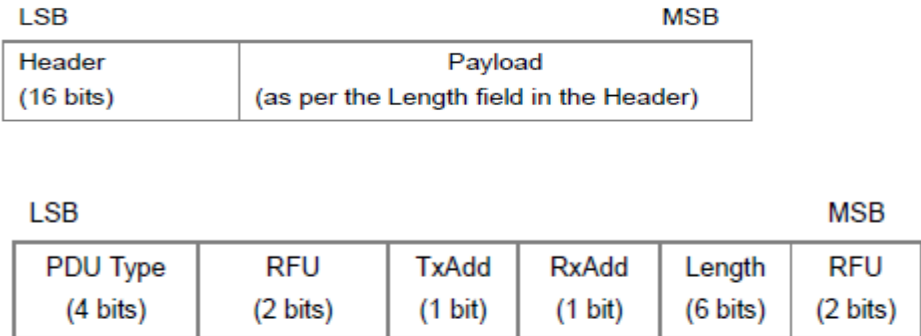 LSB MSB
Header Payload
(16 bits) (as per the Length field in the Header)
LSB MSB
PDU Type RFU TxAdd RxAdd Length RFU
(4 bits) (2 bits) (1 bit) (1 bit) (6 bits) (2 bits)